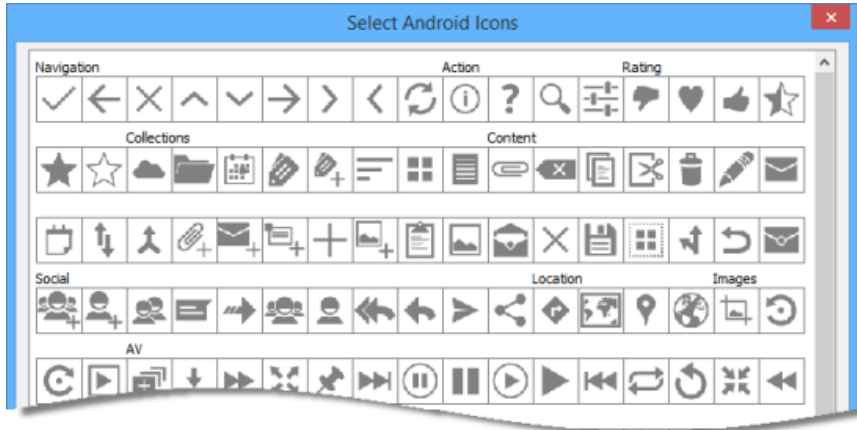 Select Android Icons
Navigation Action Rating
Collections Content
Social Location Images
AV